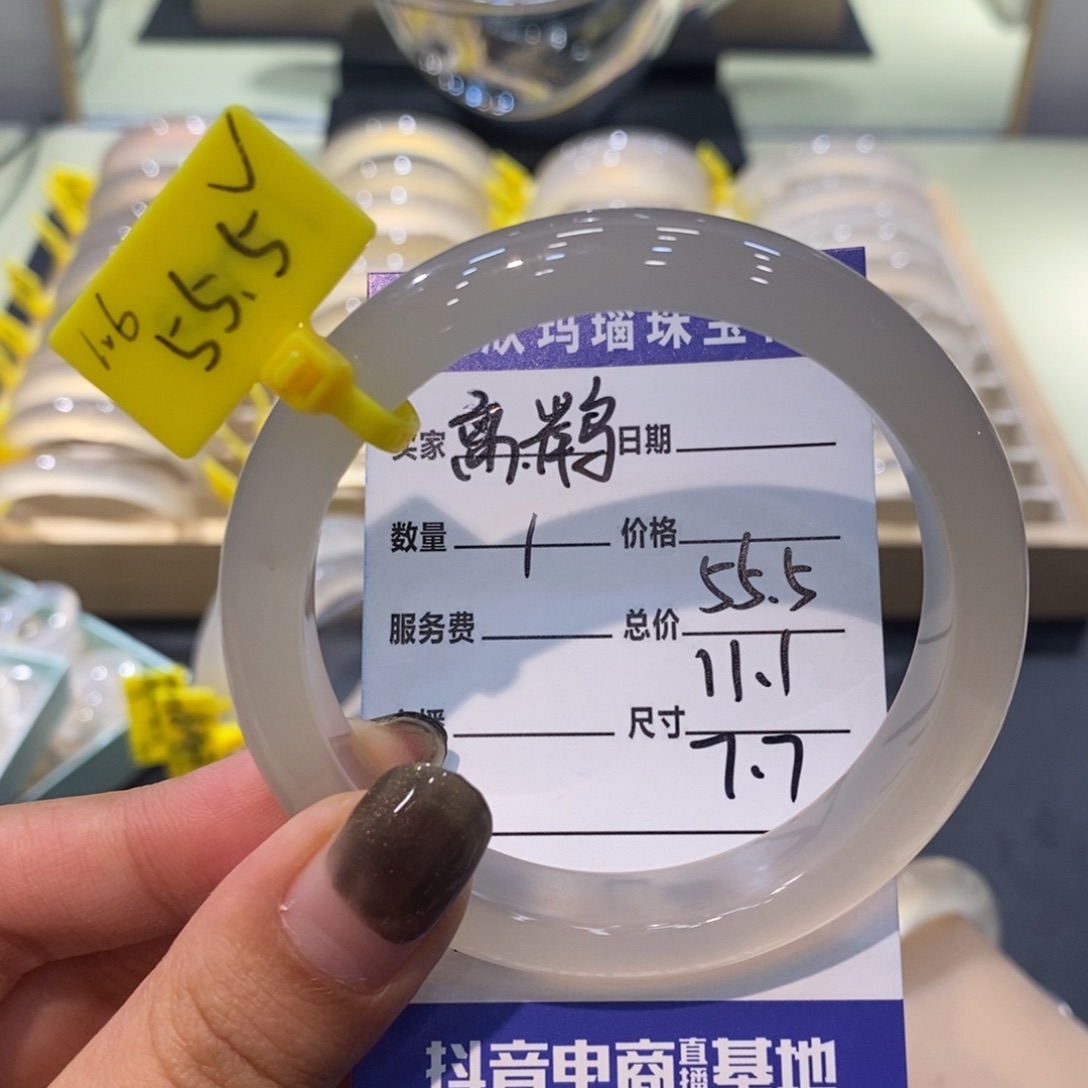 55.5
1.6
玛瑙珠宝
买家 离.鹊 日期
数量 1 价格
55.5
服务费 总价
11.1
播 尺寸
7.7
抖音电商直播基地